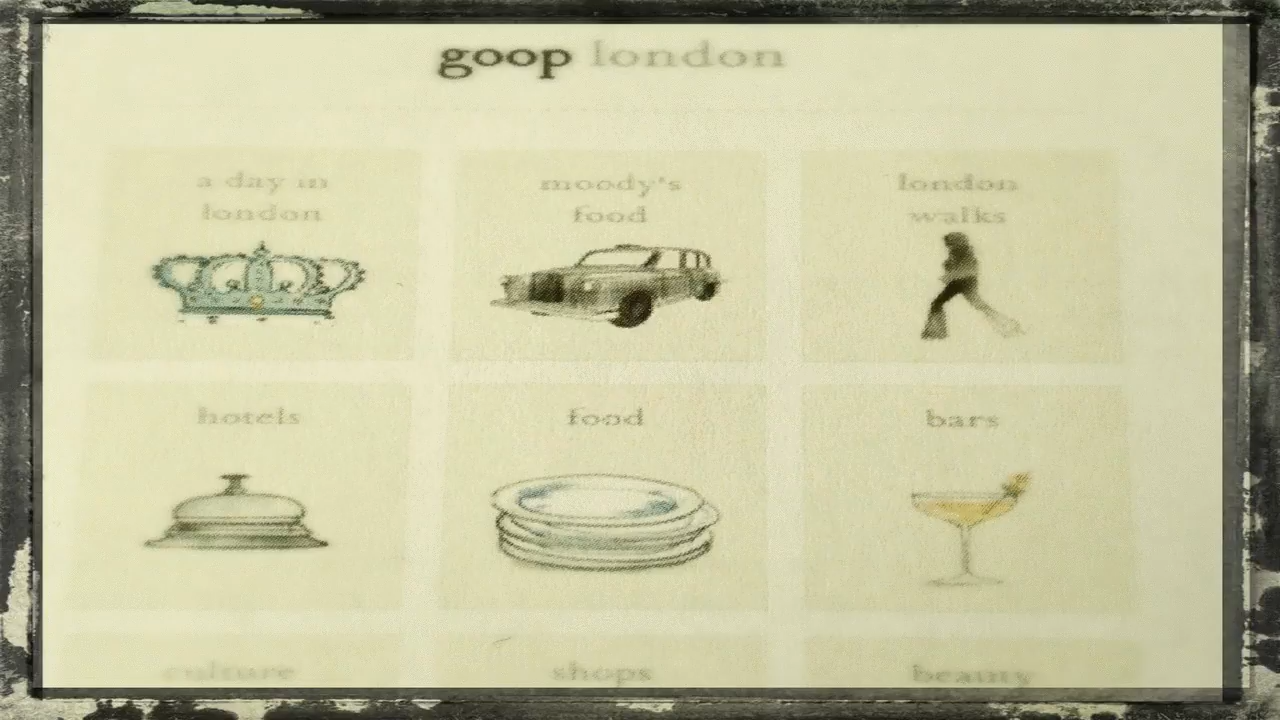 goop london
a day in
london
moody's
food
london
walks
hotels
food
bars
culture
shops
beauty